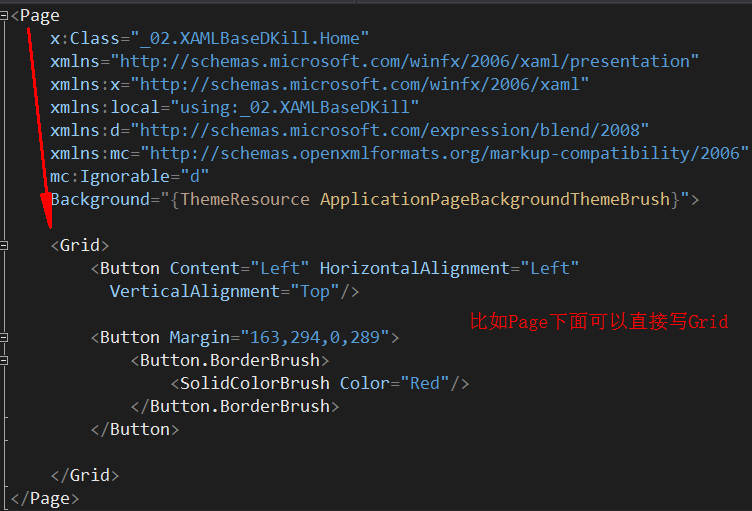 <Page
x:Class="_02.XAMLBaseDKill.Home"
xmlns="http://schemas.microsoft.com/winfx/2006/xaml/presentation"
xmlns:x="http://schemas.microsoft.com/winfx/2006/xaml"
xmlns:local="using:_02.XAMLBaseDKill"
xmlns:d="http://schemas.microsoft.com/expression/blend/2008"
xmlns:mc="http://schemas.openxmlformats.org/markup-compatibility/2006"
mc:Ignorable="d"
Background="{ThemeResource ApplicationPageBackgroundThemeBrush}">
<Grid>
<Button Content="Left" HorizontalAlignment="Left"
VerticalAlignment="Top"/>
比如Page下面可以直接写Grid
<Button Margin="163,294,0,289">
<Button.BorderBrush>
<SolidColorBrush Color="Red"/>
</Button.BorderBrush>
</Button>
</Grid>
</Page>